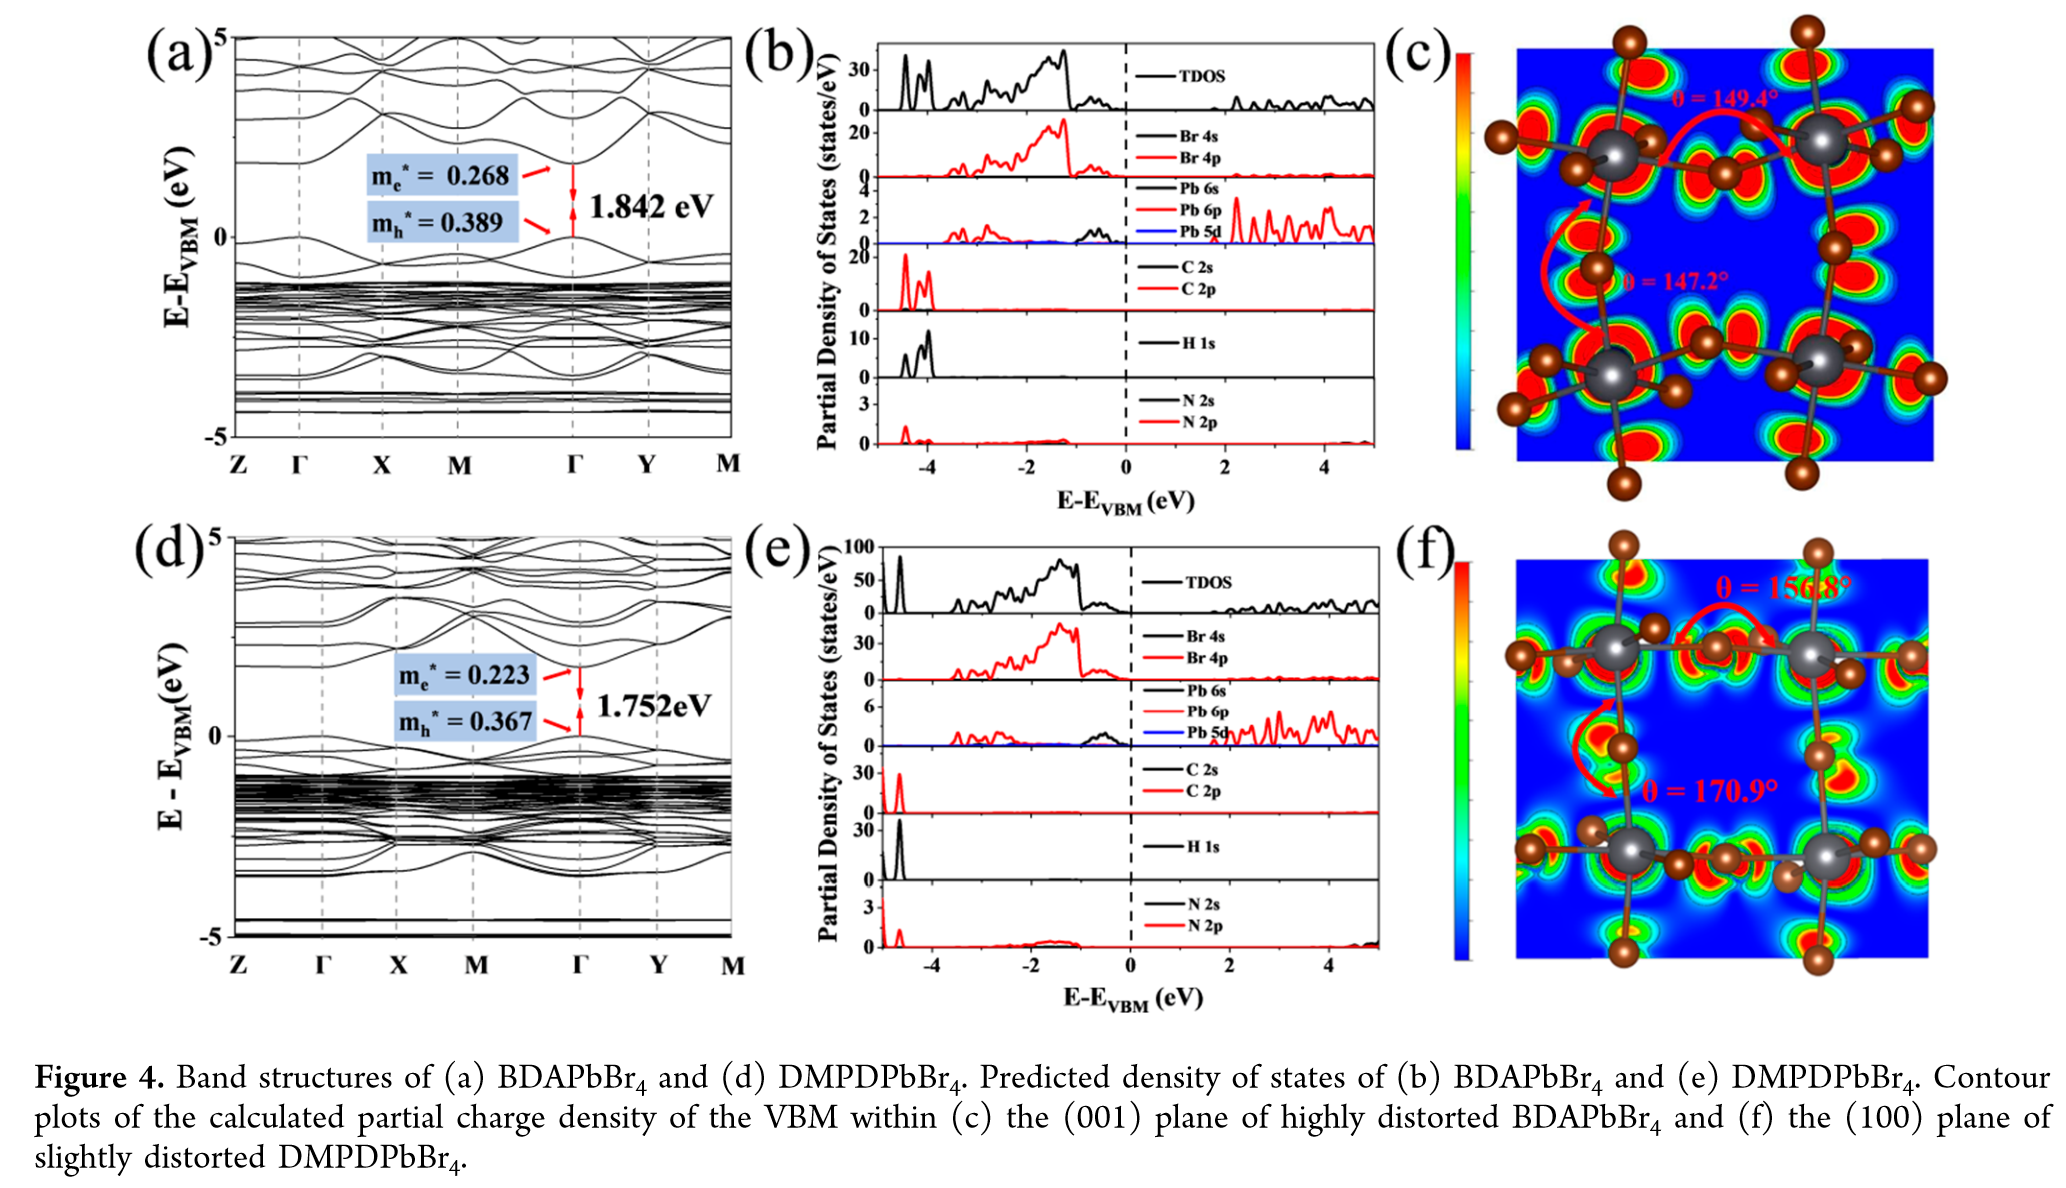 (a)
5
0
-5
E-E_VBM (eV)
m_e* = 0.268
m_h* = 0.389
1.842 eV
Z Γ X M Γ Y M
(b)
Partial Density of States (states/eV)
30
0
TDOS
20
0
Br 4s
Br 4p
4
2
0
Pb 6s
Pb 6p
Pb 5d
20
0
C 2s
C 2p
10
0
H 1s
3
0
N 2s
N 2p
-4 -2 0 2 4
E-E_VBM (eV)
(c)
θ = 149.4°
θ = 147.2°
(d)
5
0
-5
E - E_VBM(eV)
m_e* = 0.223
m_h* = 0.367
1.752eV
Z Γ X M Γ Y M
(e)
Partial Density of States (states/eV)
100
50
0
TDOS
30
0
Br 4s
Br 4p
6
0
Pb 6s
Pb 6p
Pb 5d
30
0
C 2s
C 2p
30
0
H 1s
3
0
N 2s
N 2p
-4 -2 0 2 4
E-E_VBM (eV)
(f)
θ = 156.8°
θ = 170.9°
Figure 4. Band structures of (a) BDAPbBr₄ and (d) DMPDPbBr₄. Predicted density of states of (b) BDAPbBr₄ and (e) DMPDPbBr₄. Contour
plots of the calculated partial charge density of the VBM within (c) the (001) plane of highly distorted BDAPbBr₄ and (f) the (100) plane of
slightly distorted DMPDPbBr₄.